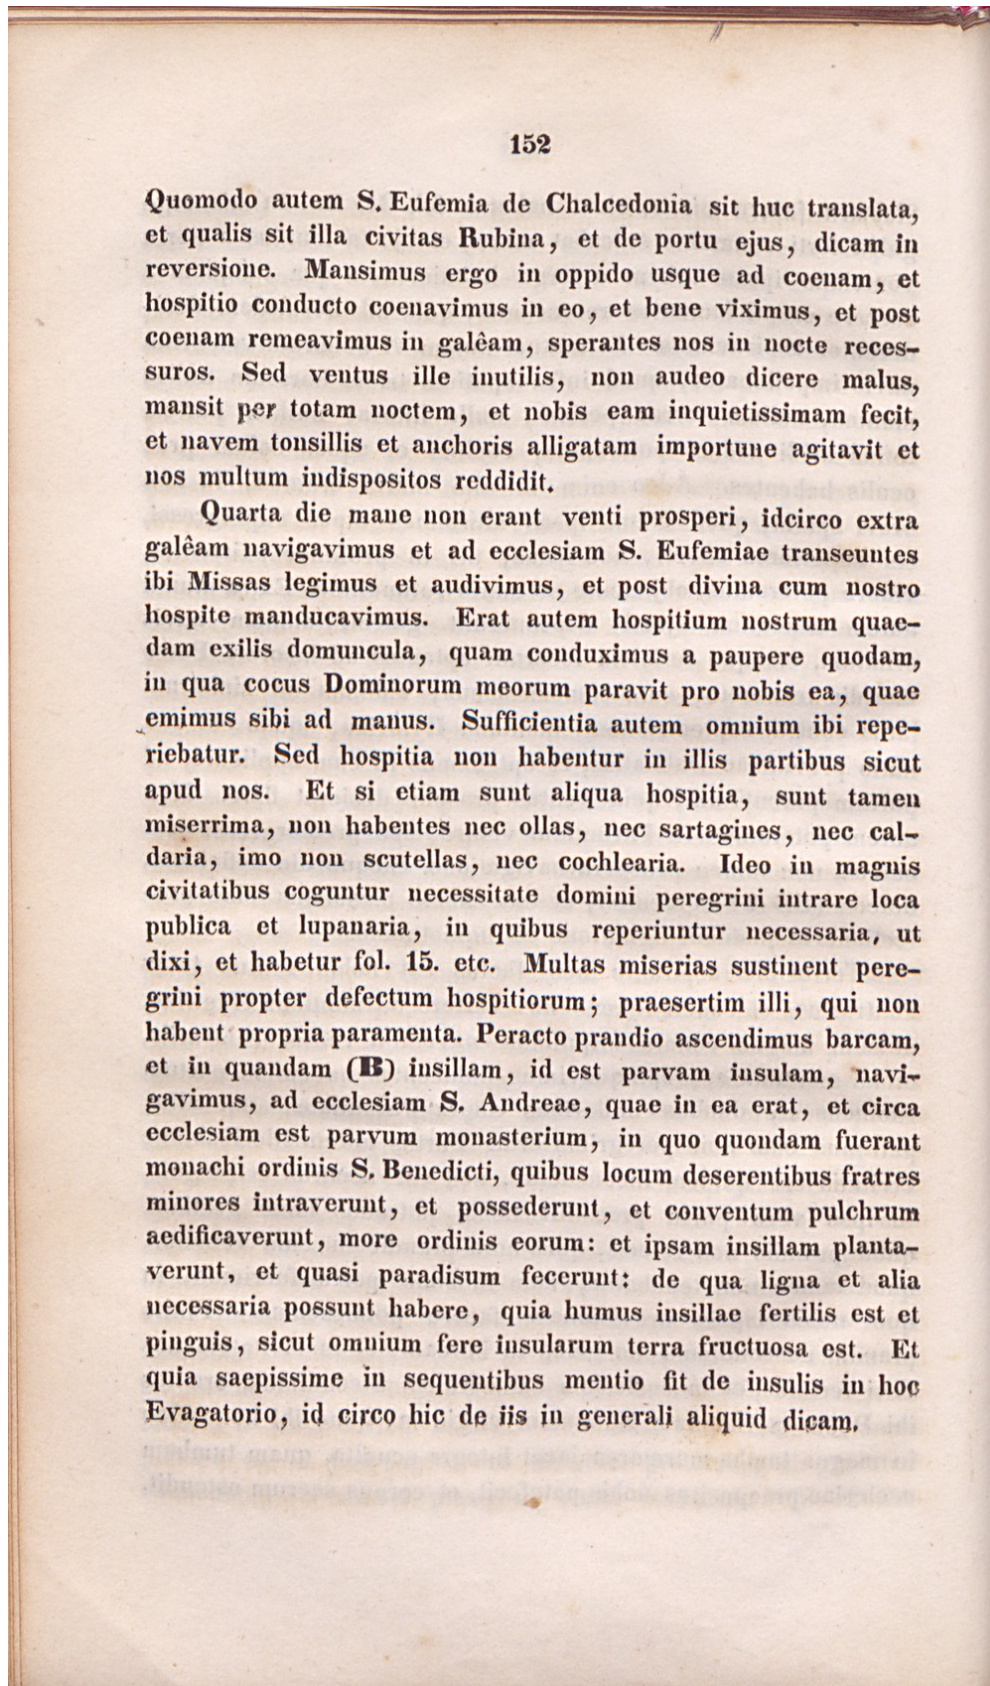 152
Quomodo autem S. Eufemia de Chalcedonia sit huc translata,
et qualis sit illa civitas Rubina, et de portu ejus, dicam in
reversione. Mansimus ergo in oppido usque ad coenam, et
hospitio conducto coenavimus in eo, et bene viximus, et post
coenam remeavimus in galêam, sperantes nos in nocte reces-
suros. Sed ventus ille inutilis, non audeo dicere malus,
mansit per totam noctem, et nobis eam inquietissimam fecit,
et navem tonsillis et anchoris alligatam importune agitavit et
nos multum indispositos reddidit.
Quarta die mane non erant venti prosperi, idcirco extra
galêam navigavimus et ad ecclesiam S. Eufemiae transeuntes
ibi Missas legimus et audivimus, et post divina cum nostro
hospite manducavimus. Erat autem hospitium nostrum quae-
dam exilis domuncula, quam conduximus a paupere quodam,
in qua cocus Dominorum meorum paravit pro nobis ea, quae
emimus sibi ad manus. Sufficientia autem omnium ibi repe-
riebatur. Sed hospitia non habentur in illis partibus sicut
apud nos. Et si etiam sunt aliqua hospitia, sunt tamen
miserrima, non habentes nec ollas, nec sartagines, nec cal-
daria, imo non scutellas, nec cochlearia. Ideo in magnis
civitatibus coguntur necessitate domini peregrini intrare loca
publica et lupanaria, in quibus reperiuntur necessaria, ut
dixi, et habetur fol. 15. etc. Multas miserias sustinent pere-
grini propter defectum hospitiorum; praesertim illi, qui non
habent propria paramenta. Peracto prandio ascendimus barcam,
et in quandam (B) insillam, id est parvam insulam, navi-
gavimus, ad ecclesiam S. Andreae, quae in ea erat, et circa
ecclesiam est parvum monasterium, in quo quondam fuerant
monachi ordinis S. Benedicti, quibus locum deserentibus fratres
minores intraverunt, et possederunt, et conventum pulchrum
aedificaverunt, more ordinis eorum: et ipsam insillam planta-
verunt, et quasi paradisum fecerunt: de qua ligna et alia
necessaria possunt habere, quia humus insillae fertilis est et
pinguis, sicut omnium fere insularum terra fructuosa est. Et
quia saepissime in sequentibus mentio fit de insulis in hoc
Evagatorio, id circo hic de iis in generali aliquid dicam.